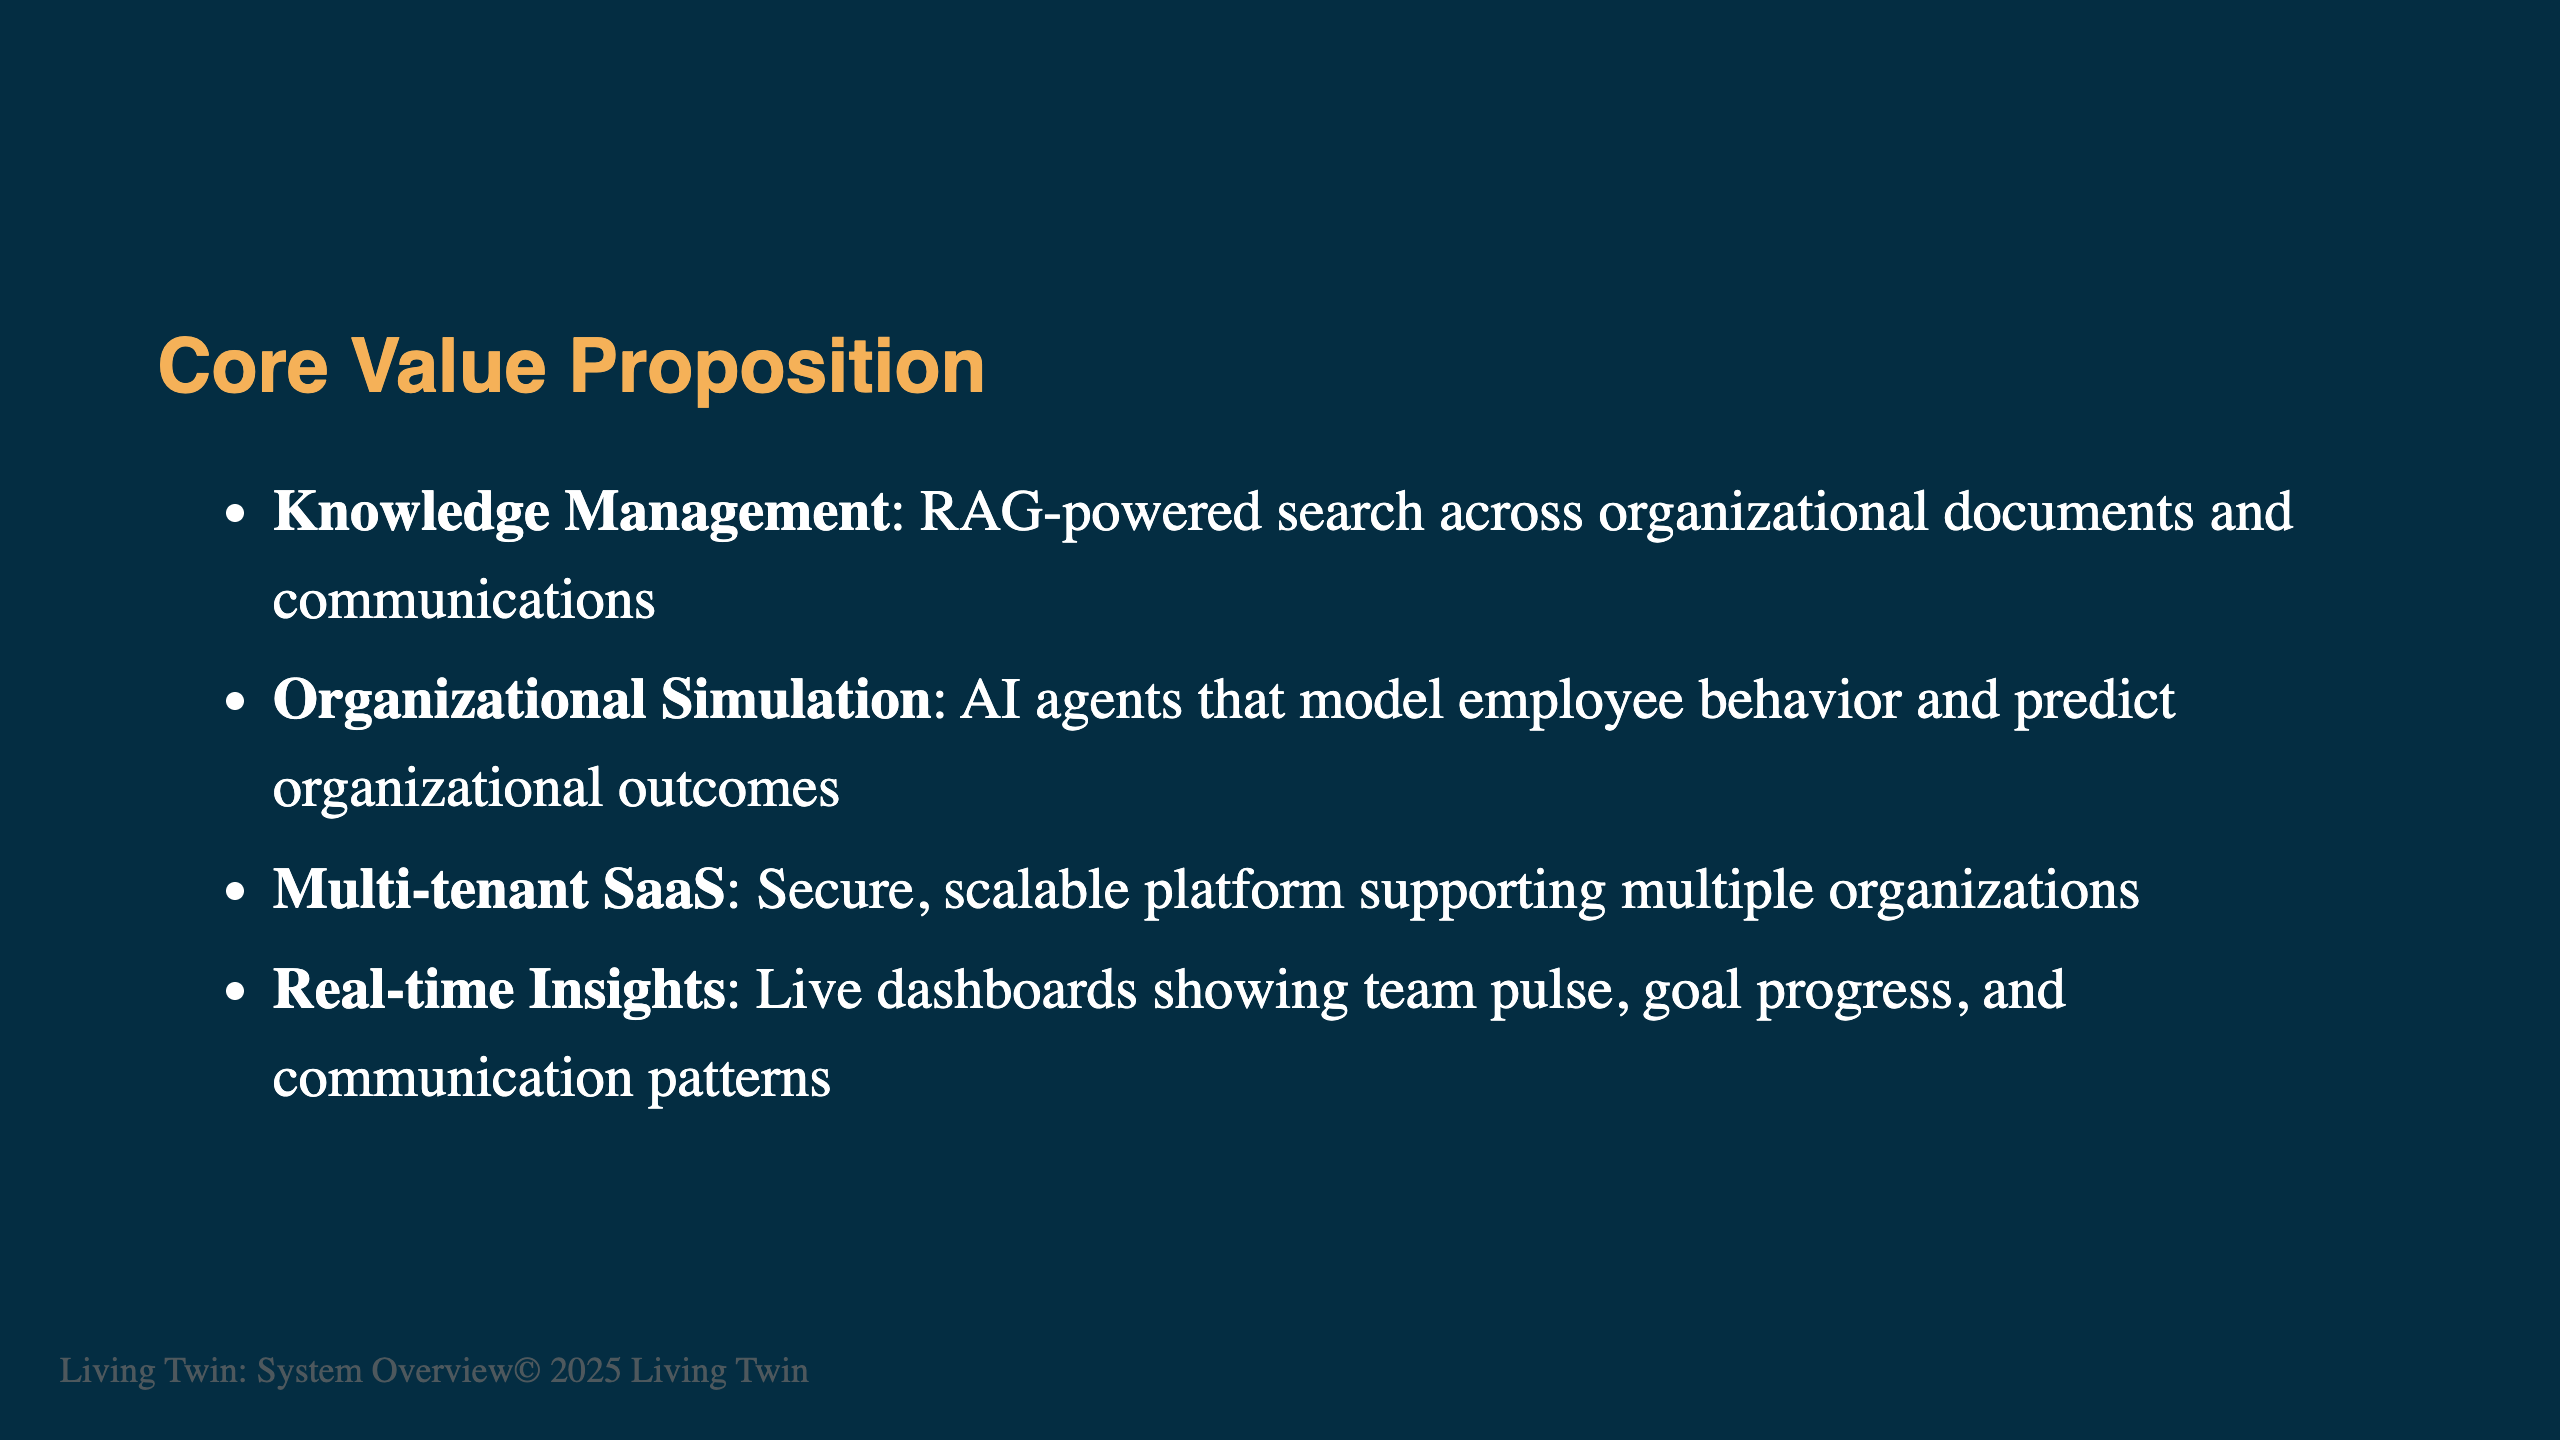 Core Value Proposition
• Knowledge Management: RAG-powered search across organizational documents and
communications
• Organizational Simulation: AI agents that model employee behavior and predict
organizational outcomes
• Multi-tenant SaaS: Secure, scalable platform supporting multiple organizations
• Real-time Insights: Live dashboards showing team pulse, goal progress, and
communication patterns
Living Twin: System Overview© 2025 Living Twin